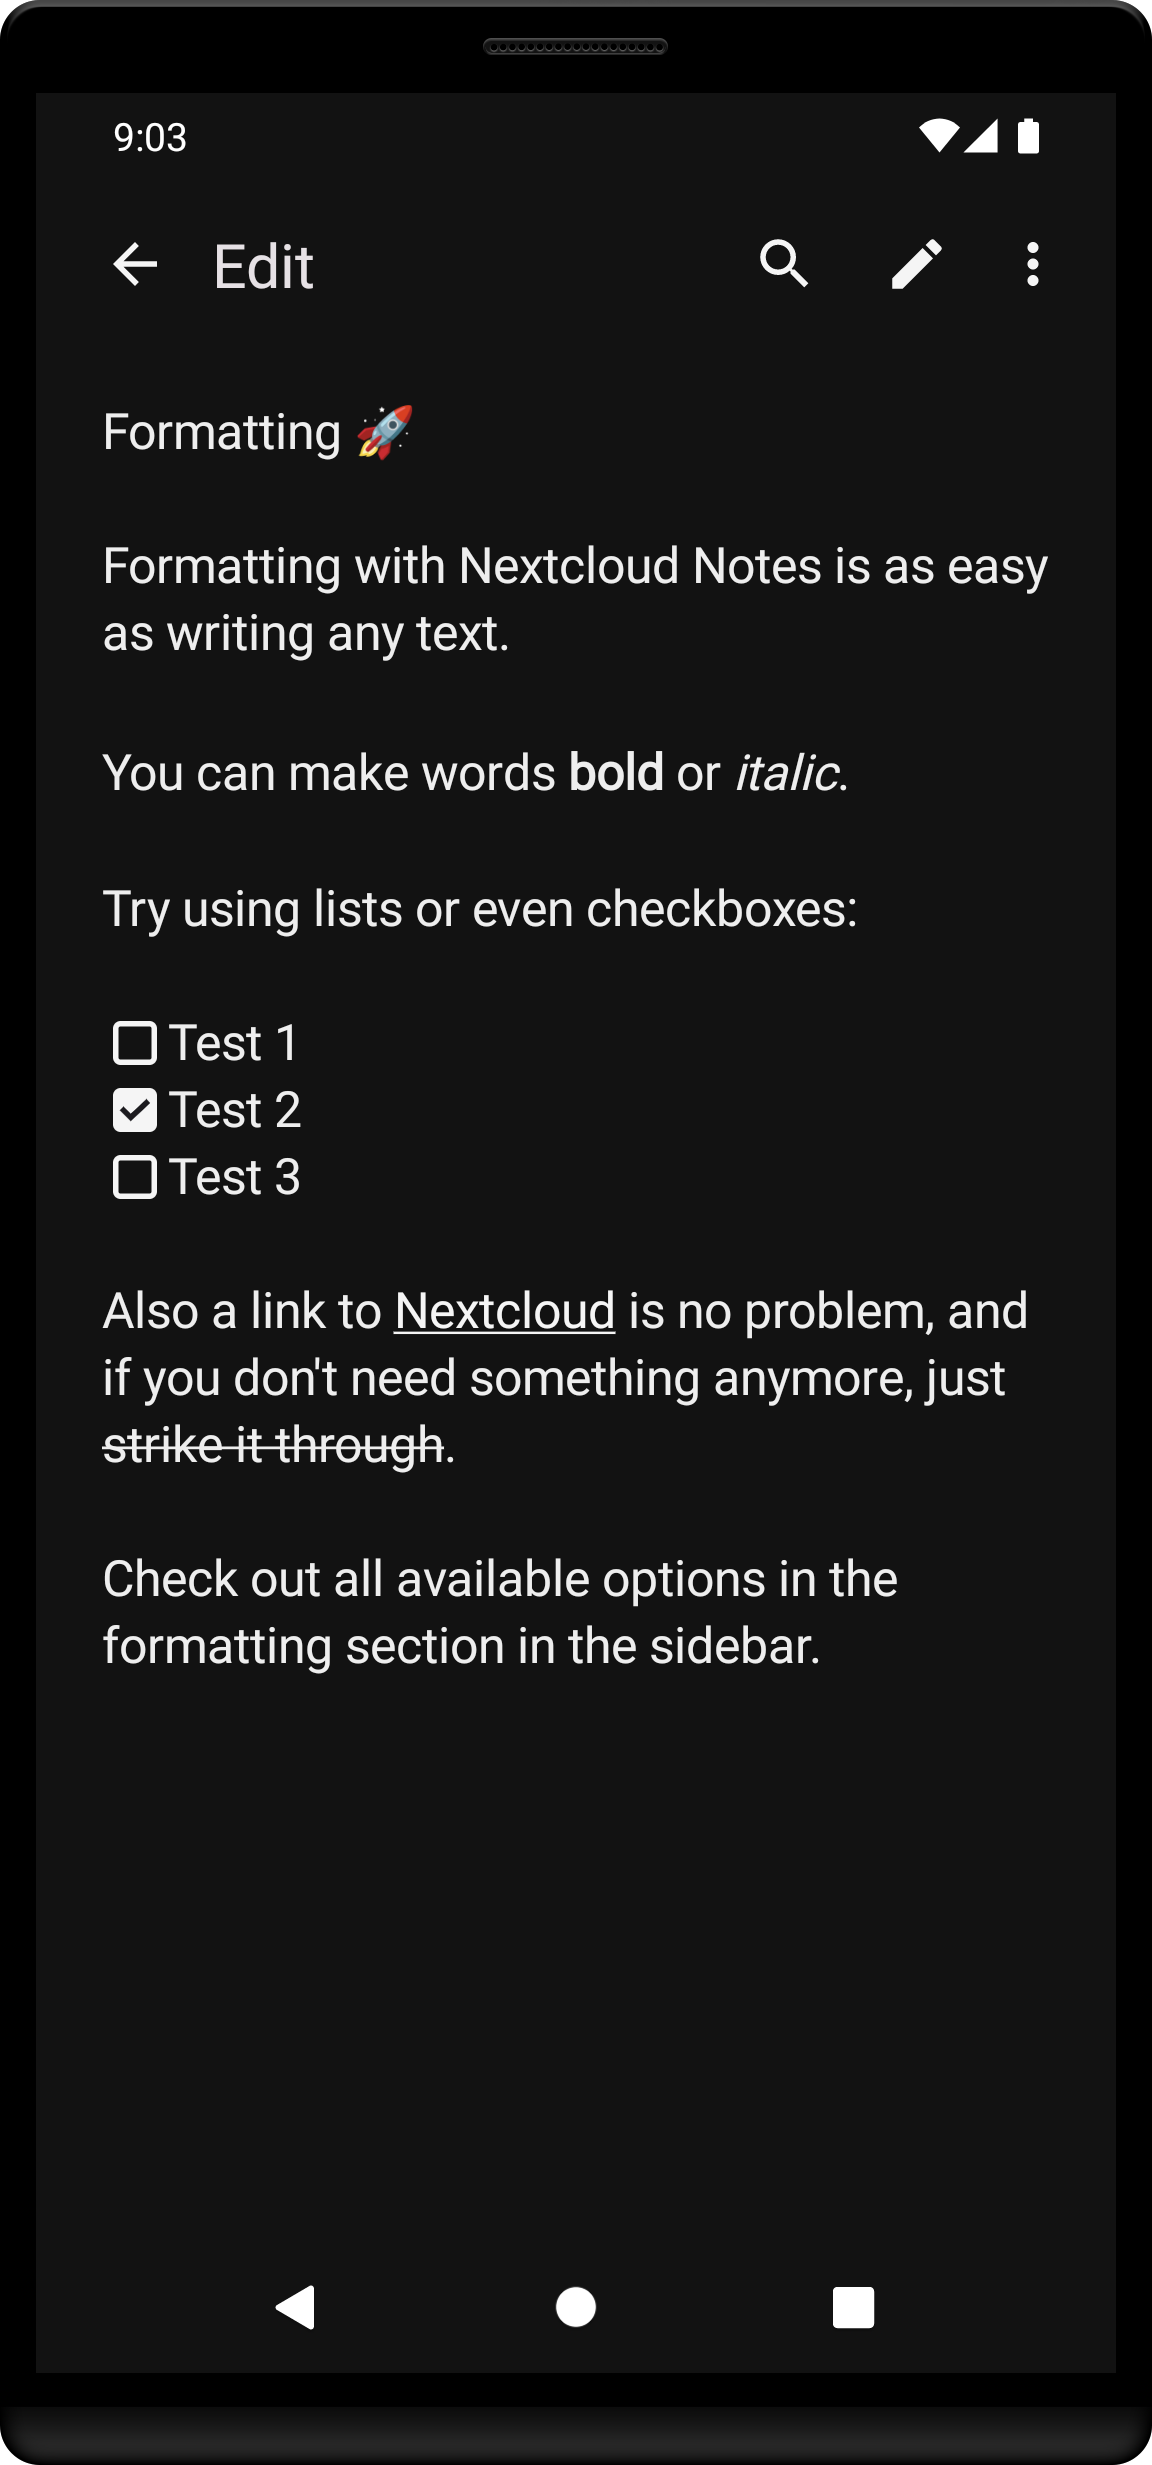 9:03
Edit
Formatting 🚀
Formatting with Nextcloud Notes is as easy
as writing any text.
You can make words bold or italic.
Try using lists or even checkboxes:
Test 1
Test 2
Test 3
Also a link to Nextcloud is no problem, and
if you don't need something anymore, just
strike it through.
Check out all available options in the
formatting section in the sidebar.